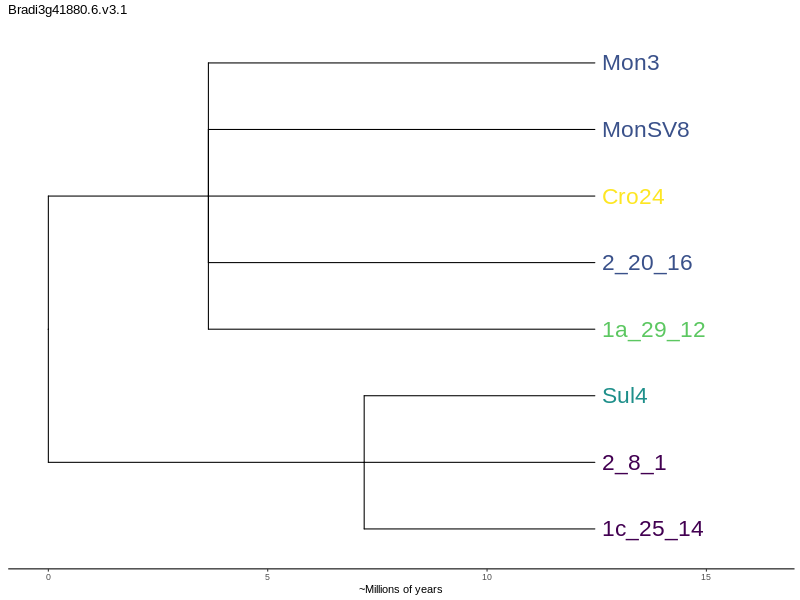 Bradi3g41880.6.v3.1
Mon3
MonSV8
Cro24
2_20_16
1a_29_12
Sul4
2_8_1
1c_25_14
0 5 10 15
~Millions of years